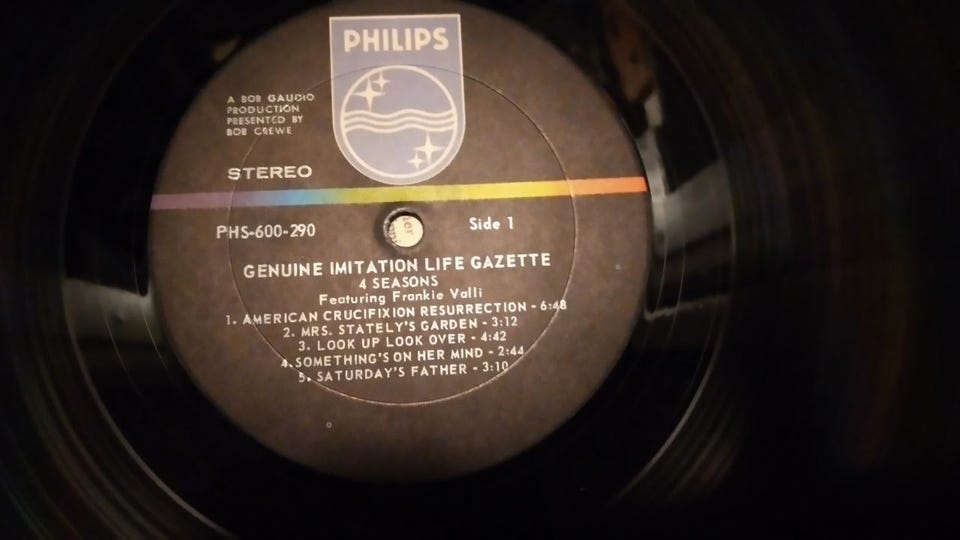 PHILIPS
A BOB GAUDIO
PRODUCTION
PRESENTED BY
BOB CREWE
STEREO
PHS-600-290
Side 1
GENUINE IMITATION LIFE GAZETTE
4 SEASONS
Featuring Frankie Valli
1. AMERICAN CRUCIFIXION RESURRECTION - 6:48
2. MRS. STATELY'S GARDEN - 3:12
3. LOOK UP LOOK OVER - 4:42
4. SOMETHING'S ON HER MIND - 2:44
5. SATURDAY'S FATHER - 3:10